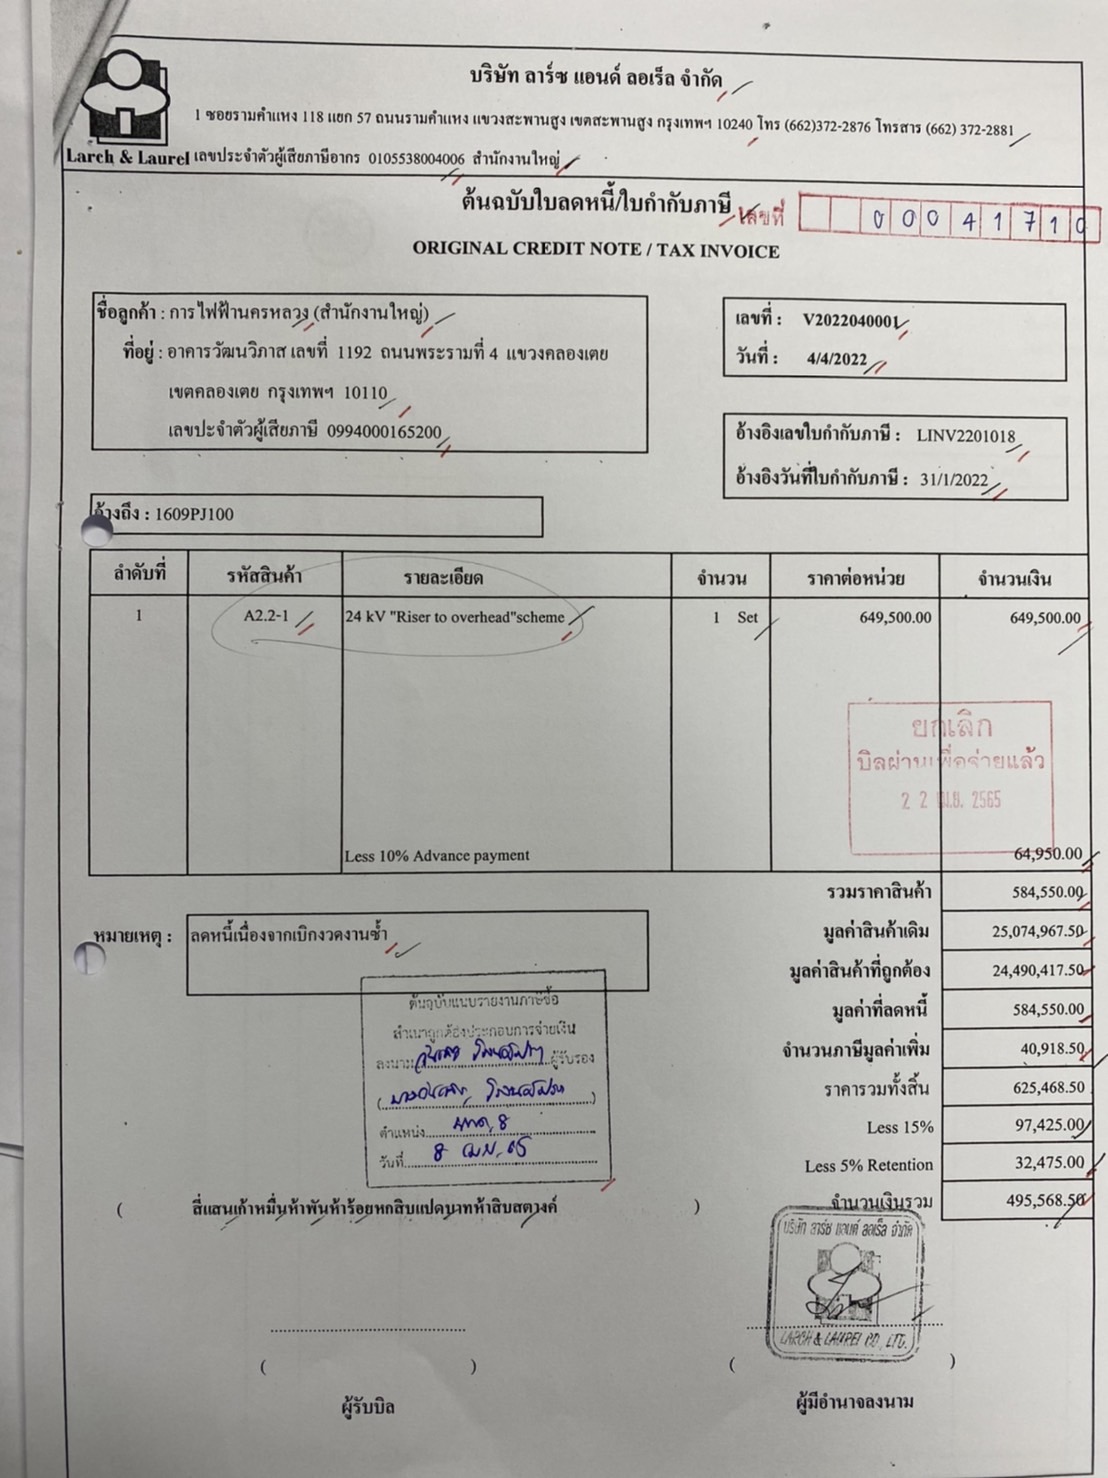 บริษัท ลาร์ซ แอนด์ ลอเร็ล จำกัด
1 ซอยรามคำแหง 118 แยก 57 ถนนรามคำแหง แขวงสะพานสูง เขตสะพานสูง กรุงเทพฯ 10240 โทร (662)372-2876 โทรสาร (662) 372-2881
Larch & Laurel เลขประจำตัวผู้เสียภาษีอากร 0105538004006 สำนักงานใหญ่
ต้นฉบับใบลดหนี้/ใบกำกับภาษี
เลขที่ 00041710
ORIGINAL CREDIT NOTE / TAX INVOICE
ชื่อลูกค้า : การไฟฟ้านครหลวง (สำนักงานใหญ่)
ที่อยู่ : อาคารวัฒนวิภาส เลขที่ 1192 ถนนพระรามที่ 4 แขวงคลองเตย
เขตคลองเตย กรุงเทพฯ 10110
เลขประจำตัวผู้เสียภาษี 0994000165200
เลขที่ : V2022040001
วันที่ : 4/4/2022
อ้างอิงเลขใบกำกับภาษี : LINV2201018
อ้างอิงวันที่ใบกำกับภาษี : 31/1/2022
อ้างถึง : 1609PJ100
ลำดับที่ รหัสสินค้า รายละเอียด จำนวน ราคาต่อหน่วย จำนวนเงิน
1 A2.2-1 24 kV "Riser to overhead"scheme 1 Set 649,500.00 649,500.00
ยกเลิก
บิลผ่านเพื่อจ่ายแล้ว
2 2 เม.ย. 2565
Less 10% Advance payment 64,950.00
รวมราคาสินค้า 584,550.00
หมายเหตุ : ลดหนี้เนื่องจากเบิกงวดงานซ้ำ
มูลค่าสินค้าเดิม 25,074,967.50
มูลค่าสินค้าที่ถูกต้อง 24,490,417.50
มูลค่าที่ลดหนี้ 584,550.00
จำนวนภาษีมูลค่าเพิ่ม 40,918.50
ราคารวมทั้งสิ้น 625,468.50
Less 15% 97,425.00
Less 5% Retention 32,475.00
จำนวนเงินรวม 495,568.50
ต้นฉบับแนบรายงานภาษีซื้อ
สำเนาถูกต้องประกอบการจ่ายเงิน
ลงนาม ผู้รับรอง
ตำแหน่ง
วันที่ 8 เม.ย. 65
( สี่แสนเก้าหมื่นห้าพันห้าร้อยหกสิบแปดบาทห้าสิบสตางค์ )
บริษัท ลาร์ซ แอนด์ ลอเร็ล จำกัด
LARCH & LAUREL CO., LTD.
( ) ( )
ผู้รับบิล ผู้มีอำนาจลงนาม